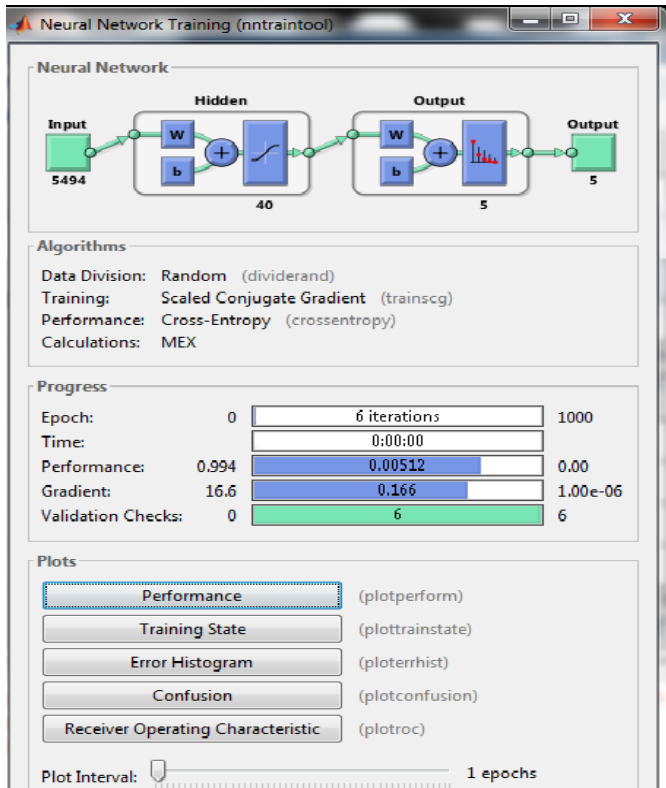 Neural Network Training (nntraintool)
Neural Network
Hidden Output
Input Output
W W
+ +
b b
5494 40 5 5
Algorithms
Data Division: Random (dividerand)
Training: Scaled Conjugate Gradient (trainscg)
Performance: Cross-Entropy (crossentropy)
Calculations: MEX
Progress
Epoch: 0 6 iterations 1000
Time: 0:00:00
Performance: 0.994 0.00512 0.00
Gradient: 16.6 0.166 1.00e-06
Validation Checks: 0 6 6
Plots
Performance (plotperform)
Training State (plottrainstate)
Error Histogram (ploterrhist)
Confusion (plotconfusion)
Receiver Operating Characteristic (plotroc)
Plot Interval: 1 epochs